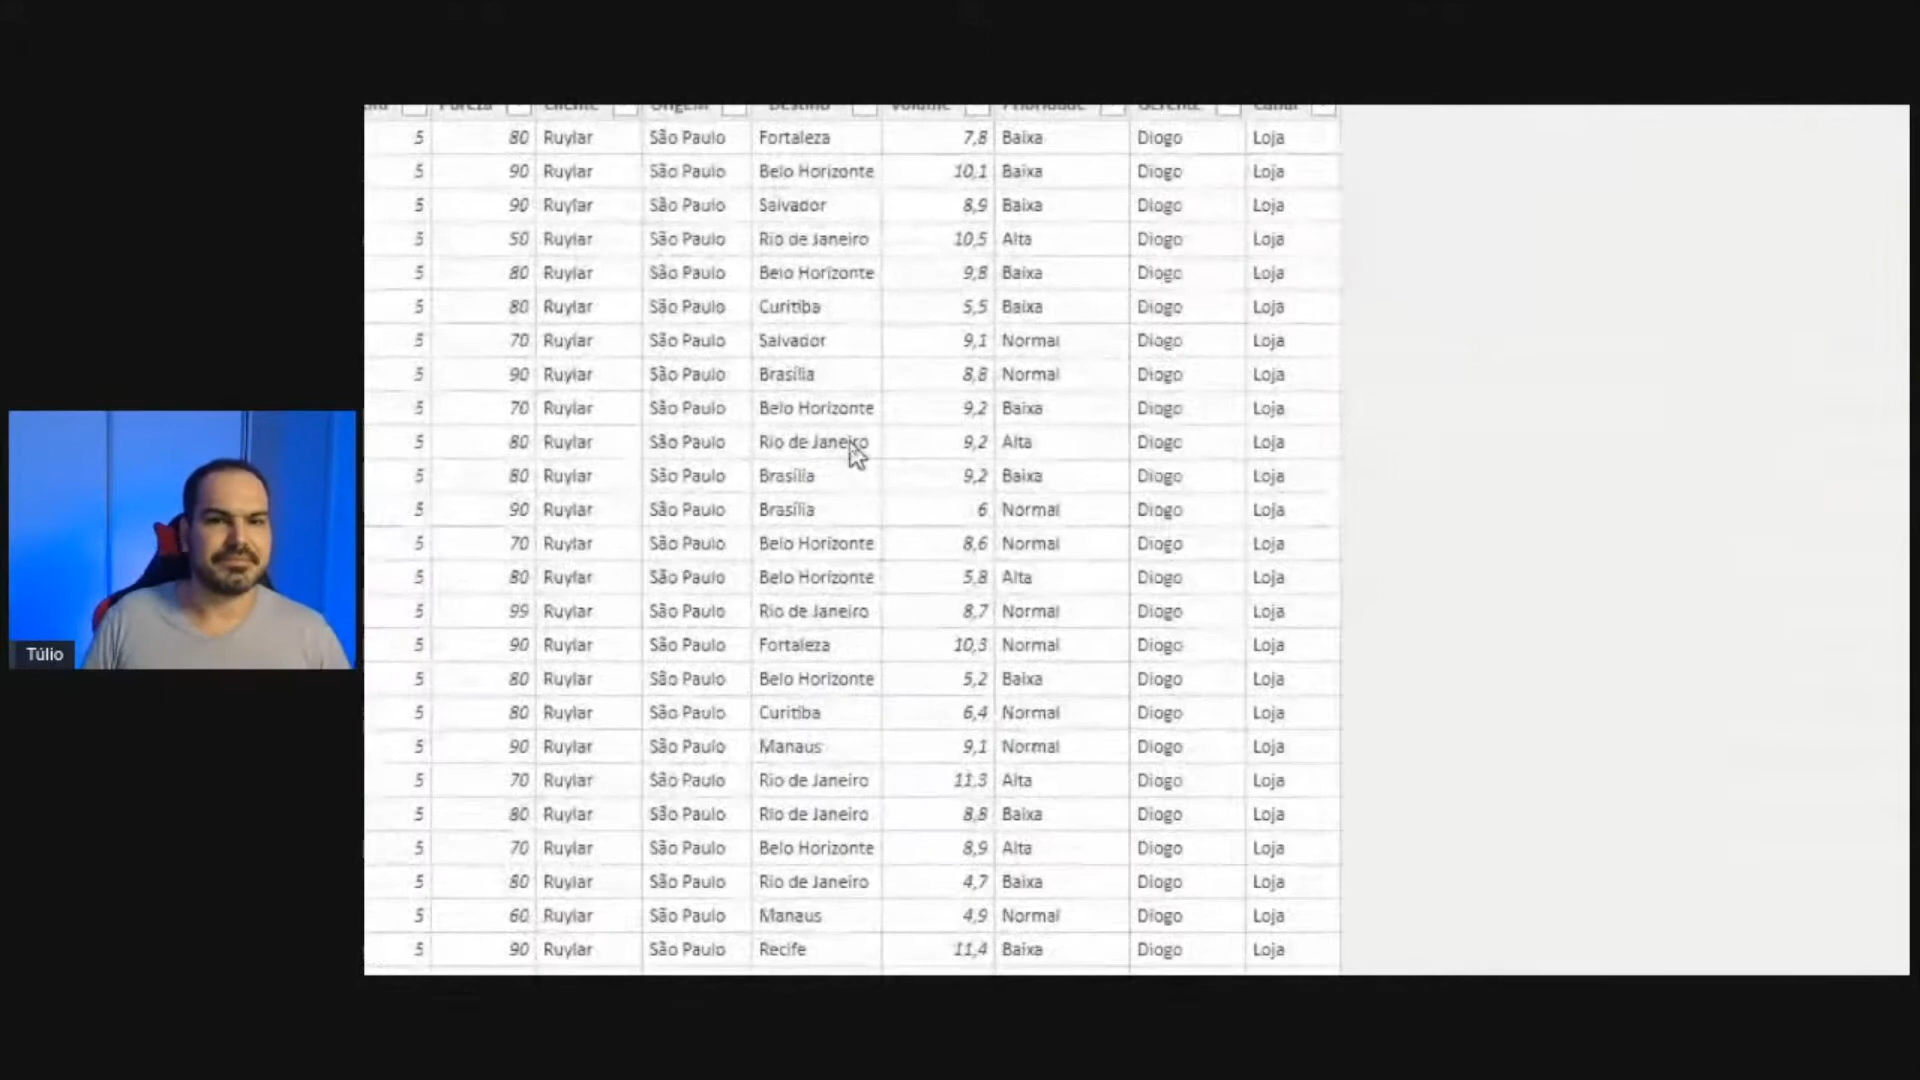 Pureza Cliente Origem Destino Volume Prioridade Gerente Canal
5 80 Ruylar São Paulo Fortaleza 7,8 Baixa Diogo Loja
5 90 Ruylar São Paulo Belo Horizonte 10,1 Baixa Diogo Loja
5 90 Ruylar São Paulo Salvador 8,9 Baixa Diogo Loja
5 50 Ruylar São Paulo Rio de Janeiro 10,5 Alta Diogo Loja
5 80 Ruylar São Paulo Belo Horizonte 9,8 Baixa Diogo Loja
5 80 Ruylar São Paulo Curitiba 5,5 Baixa Diogo Loja
5 70 Ruylar São Paulo Salvador 9,1 Normal Diogo Loja
5 90 Ruylar São Paulo Brasília 8,8 Normal Diogo Loja
5 70 Ruylar São Paulo Belo Horizonte 9,2 Baixa Diogo Loja
5 80 Ruylar São Paulo Rio de Janeiro 9,2 Alta Diogo Loja
5 80 Ruylar São Paulo Brasília 9,2 Baixa Diogo Loja
5 90 Ruylar São Paulo Brasília 6 Normal Diogo Loja
5 70 Ruylar São Paulo Belo Horizonte 8,6 Normal Diogo Loja
5 80 Ruylar São Paulo Belo Horizonte 5,8 Alta Diogo Loja
5 99 Ruylar São Paulo Rio de Janeiro 8,7 Normal Diogo Loja
5 90 Ruylar São Paulo Fortaleza 10,3 Normal Diogo Loja
5 80 Ruylar São Paulo Belo Horizonte 5,2 Baixa Diogo Loja
5 80 Ruylar São Paulo Curitiba 6,4 Normal Diogo Loja
5 90 Ruylar São Paulo Manaus 9,1 Normal Diogo Loja
5 70 Ruylar São Paulo Rio de Janeiro 11,3 Alta Diogo Loja
5 80 Ruylar São Paulo Rio de Janeiro 8,8 Baixa Diogo Loja
5 70 Ruylar São Paulo Belo Horizonte 8,9 Alta Diogo Loja
5 80 Ruylar São Paulo Rio de Janeiro 4,7 Baixa Diogo Loja
5 60 Ruylar São Paulo Manaus 4,9 Normal Diogo Loja
5 90 Ruylar São Paulo Recife 11,4 Baixa Diogo Loja
Túlio